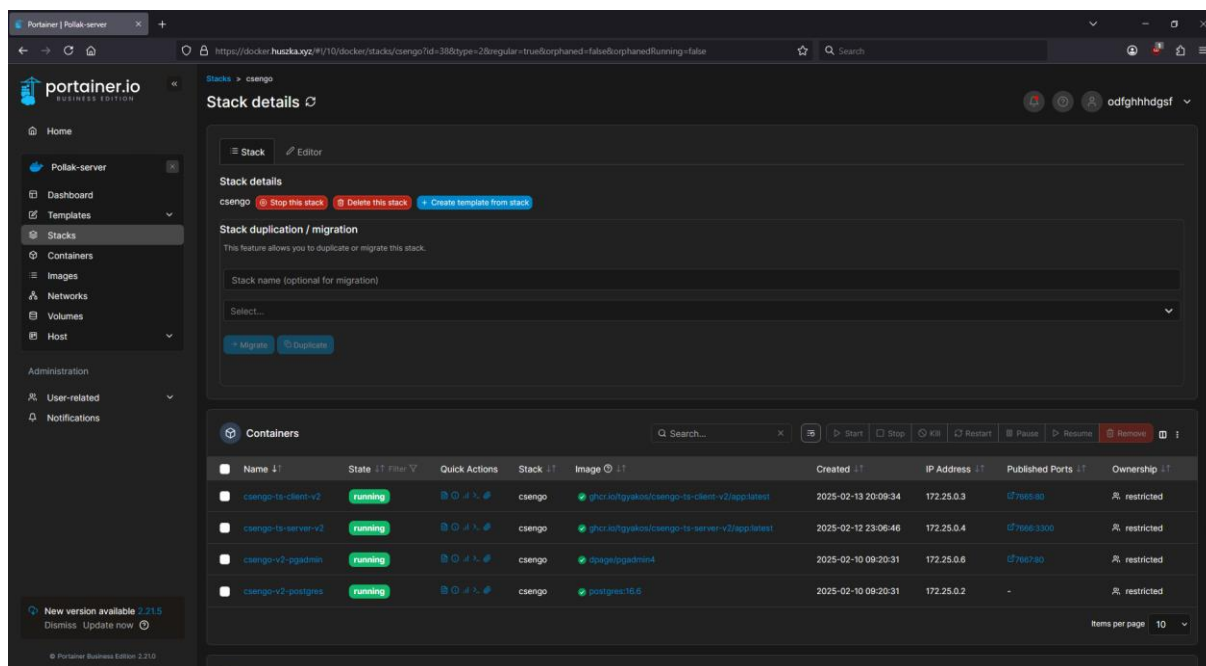 Portainer | Pollak-server
https://docker.huszka.xyz/#!/10/docker/stacks/csengo?id=38&type=2&regular=true&orphaned=false&orphanedRunning=false
Search
portainer.io
BUSINESS EDITION
Home
Pollak-server
Dashboard
Templates
Stacks
Containers
Images
Networks
Volumes
Host
Administration
User-related
Notifications
New version available 2.21.5
Dismiss Update now
© Portainer Business Edition 2.21.0
Stacks > csengo
Stack details
odfghhhdgsf
Stack Editor
Stack details
csengo Stop this stack Delete this stack + Create template from stack
Stack duplication / migration
This feature allows you to duplicate or migrate this stack.
Stack name (optional for migration)
Select...
Migrate Duplicate
Containers Search... Start Stop Kill Restart Pause Resume Remove
Name State Filter Quick Actions Stack Image Created IP Address Published Ports Ownership
csengo-ts-client-v2 running csengo ghcr.io/tgyakos/csengo-ts-client-v2/app:latest 2025-02-13 20:09:34 172.25.0.3 7665:80 restricted
csengo-ts-server-v2 running csengo ghcr.io/tgyakos/csengo-ts-server-v2/app:latest 2025-02-12 23:06:46 172.25.0.4 7666:3300 restricted
csengo-v2-pgadmin running csengo dpage/pgadmin4 2025-02-10 09:20:31 172.25.0.6 7667:80 restricted
csengo-v2-postgres running csengo postgres:16.6 2025-02-10 09:20:31 172.25.0.2 - restricted
Items per page 10